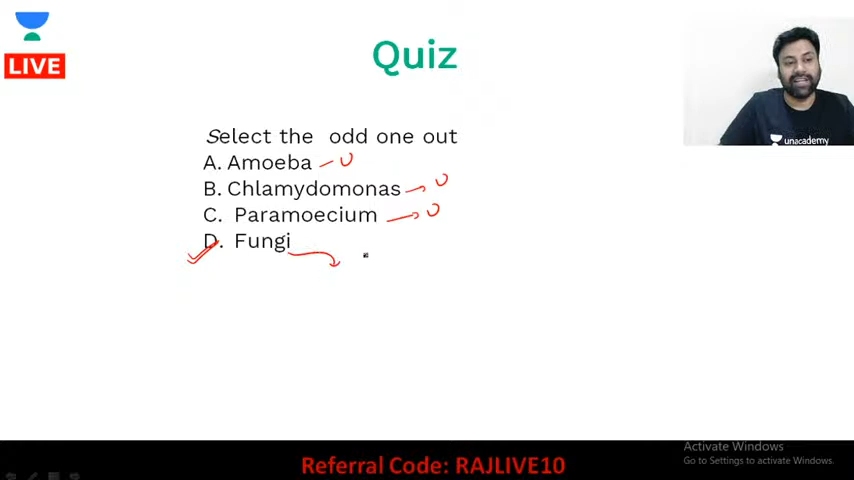 LIVE
Quiz
Select the odd one out
A. Amoeba – U
B. Chlamydomonas → U
C. Paramoecium → U
D. Fungi
unacademy
Activate Windows
Go to Settings to activate Windows.
Referral Code: RAJLIVE10